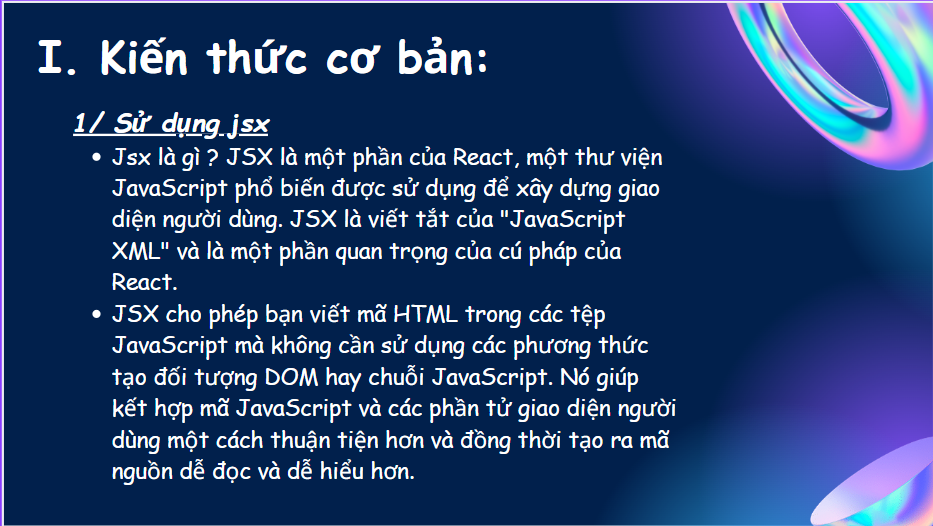 I. Kiến thức cơ bản:
1/ Sử dụng jsx
• Jsx là gì ? JSX là một phần của React, một thư viện
JavaScript phổ biến được sử dụng để xây dựng giao
diện người dùng. JSX là viết tắt của "JavaScript
XML" và là một phần quan trọng của cú pháp của
React.
• JSX cho phép bạn viết mã HTML trong các tệp
JavaScript mà không cần sử dụng các phương thức
tạo đối tượng DOM hay chuỗi JavaScript. Nó giúp
kết hợp mã JavaScript và các phần tử giao diện người
dùng một cách thuận tiện hơn và đồng thời tạo ra mã
nguồn dễ đọc và dễ hiểu hơn.